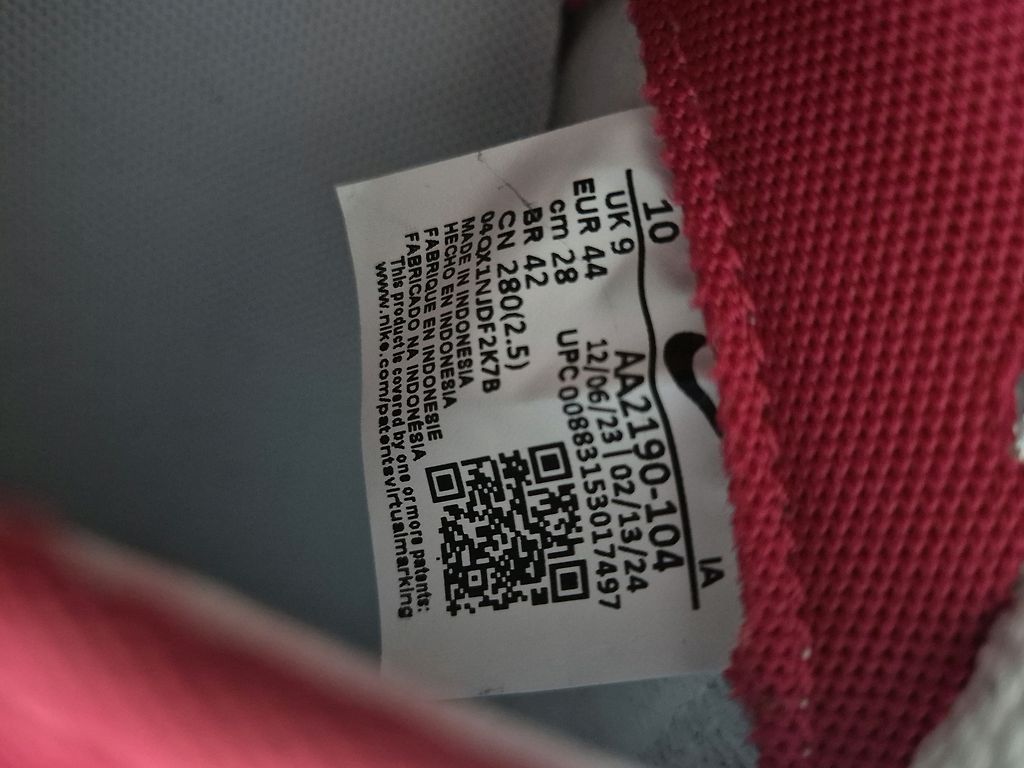 10
IA
UK 9
EUR 44
cm 28
BR 42
CN 280(2.5)
AA2190-104
12/06/23 | 02/13/24
UPC 00883153017497
04QX1NJDF2K7B
MADE IN INDONESIA
HECHO EN INDONESIA
FABRIQUE EN INDONESIE
FABRICADO NA INDONÉSIA
This product is covered by one or more patents:
www.nike.com/patentsvirtualmarking